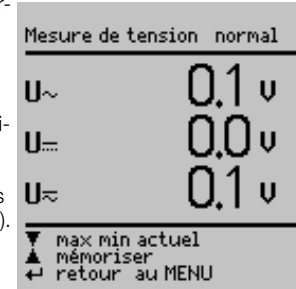 r-
Mesure de tension normal
U~ 0.1 V
i-
U⎓ 0.0 V
s
U≂ 0.1 V
).
▼ max min actuel
▲ mémoriser
↵ retour au MENU